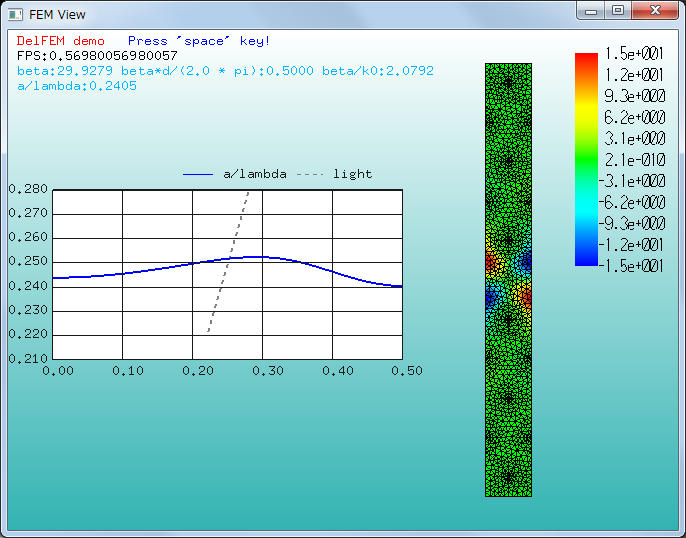 FEM View
DelFEM demo Press 'space' key!
FPS:0.56980056980057
beta:29.9279 beta*d/(2.0 * pi):0.5000 beta/k0:2.0792
a/lambda:0.2405
a/lambda light
0.280
0.270
0.260
0.250
0.240
0.230
0.220
0.210
0.00 0.10 0.20 0.30 0.40 0.50
1.5e+001
1.2e+001
9.3e+000
6.2e+000
3.1e+000
2.1e-010
-3.1e+000
-6.2e+000
-9.3e+000
-1.2e+001
-1.5e+001